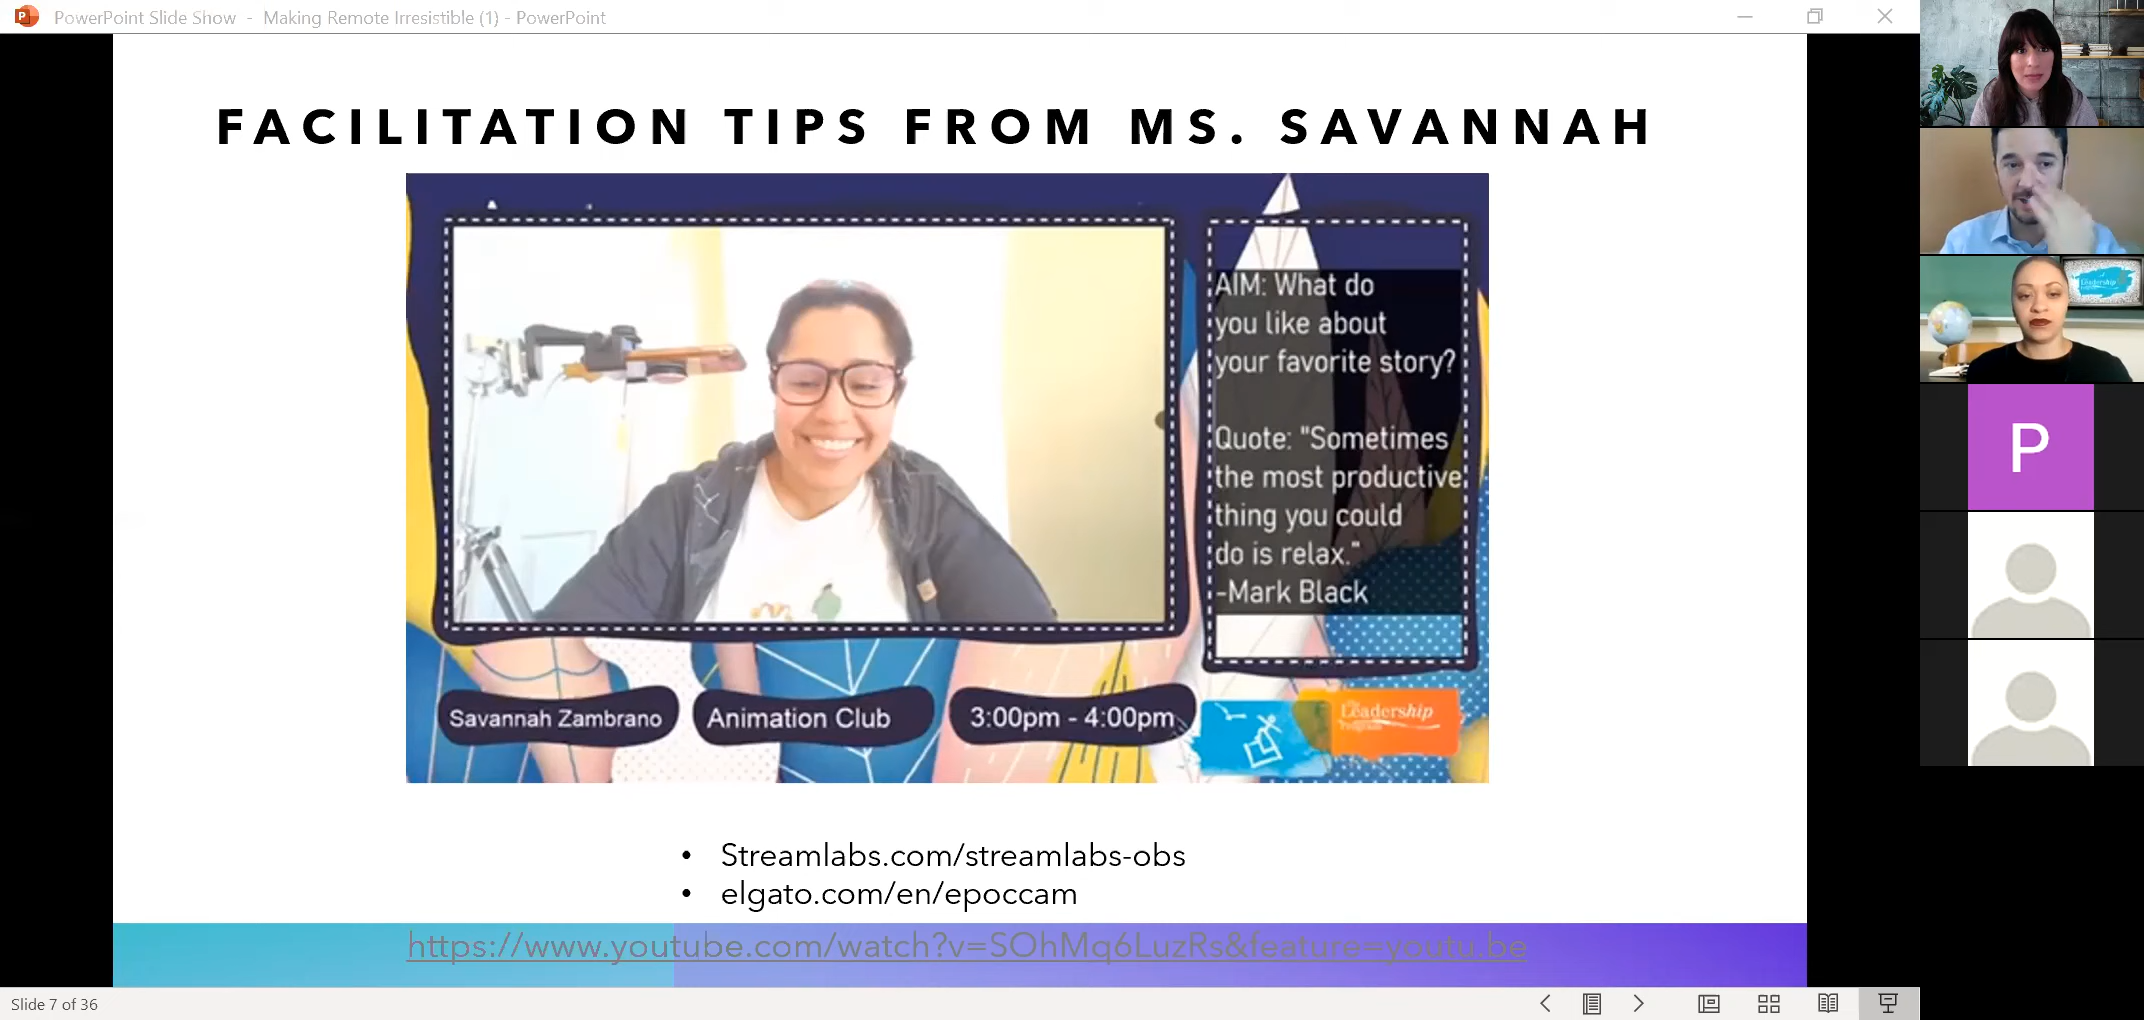 PowerPoint Slide Show - Making Remote Irresistible (1) - PowerPoint
FACILITATION TIPS FROM MS. SAVANNAH
AIM: What do
you like about
your favorite story?
Quote: "Sometimes
the most productive
thing you could
do is relax."
-Mark Black
Savannah Zambrano
Animation Club
3:00pm - 4:00pm
Leadership
Program
• Streamlabs.com/streamlabs-obs
• elgato.com/en/epoccam
https://www.youtube.com/watch?v=SOhMq6LuzRs&feature=youtu.be
Slide 7 of 36
Leadership
P